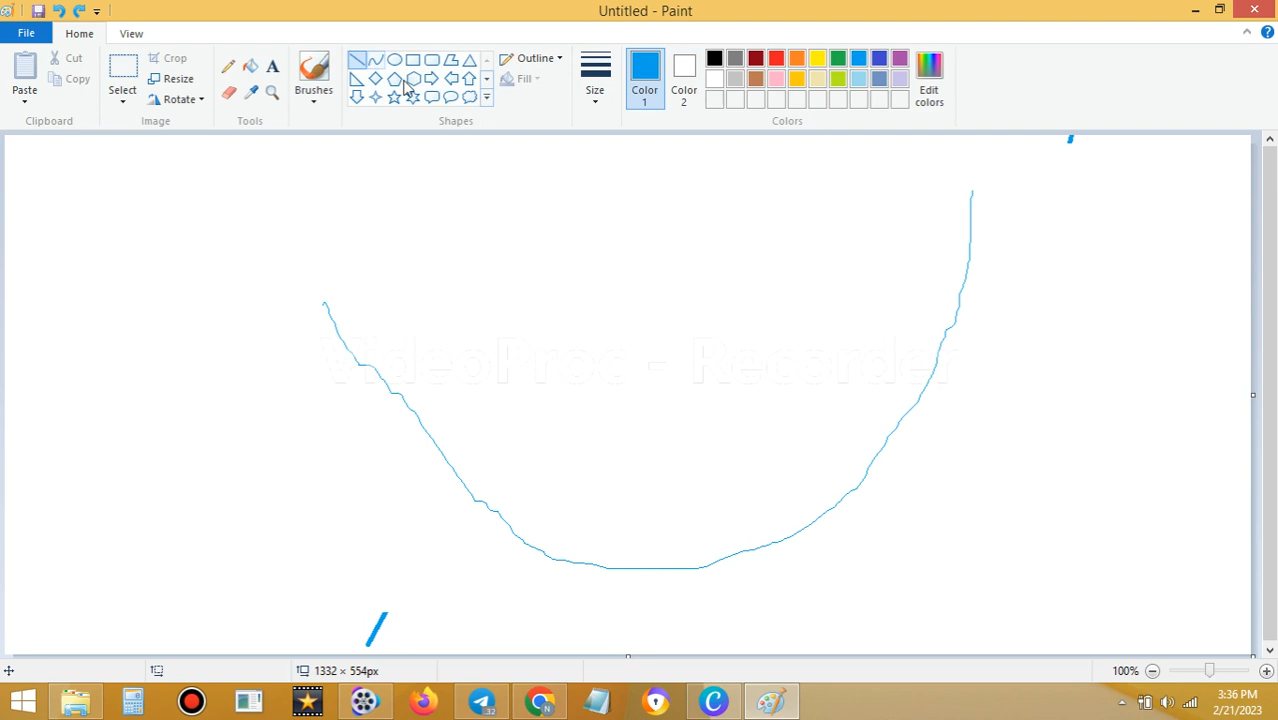 Untitled - Paint
File
Home
View
Paste
Cut
Copy
Clipboard
Select
Crop
Resize
Rotate
Image
A
Tools
Brushes
Outline
Fill
Shapes
Size
Color 1
Color 2
Edit colors
Colors
VideoProc - Recorder
1332 × 554px
100%
32
N
C
3:36 PM
2/21/2023